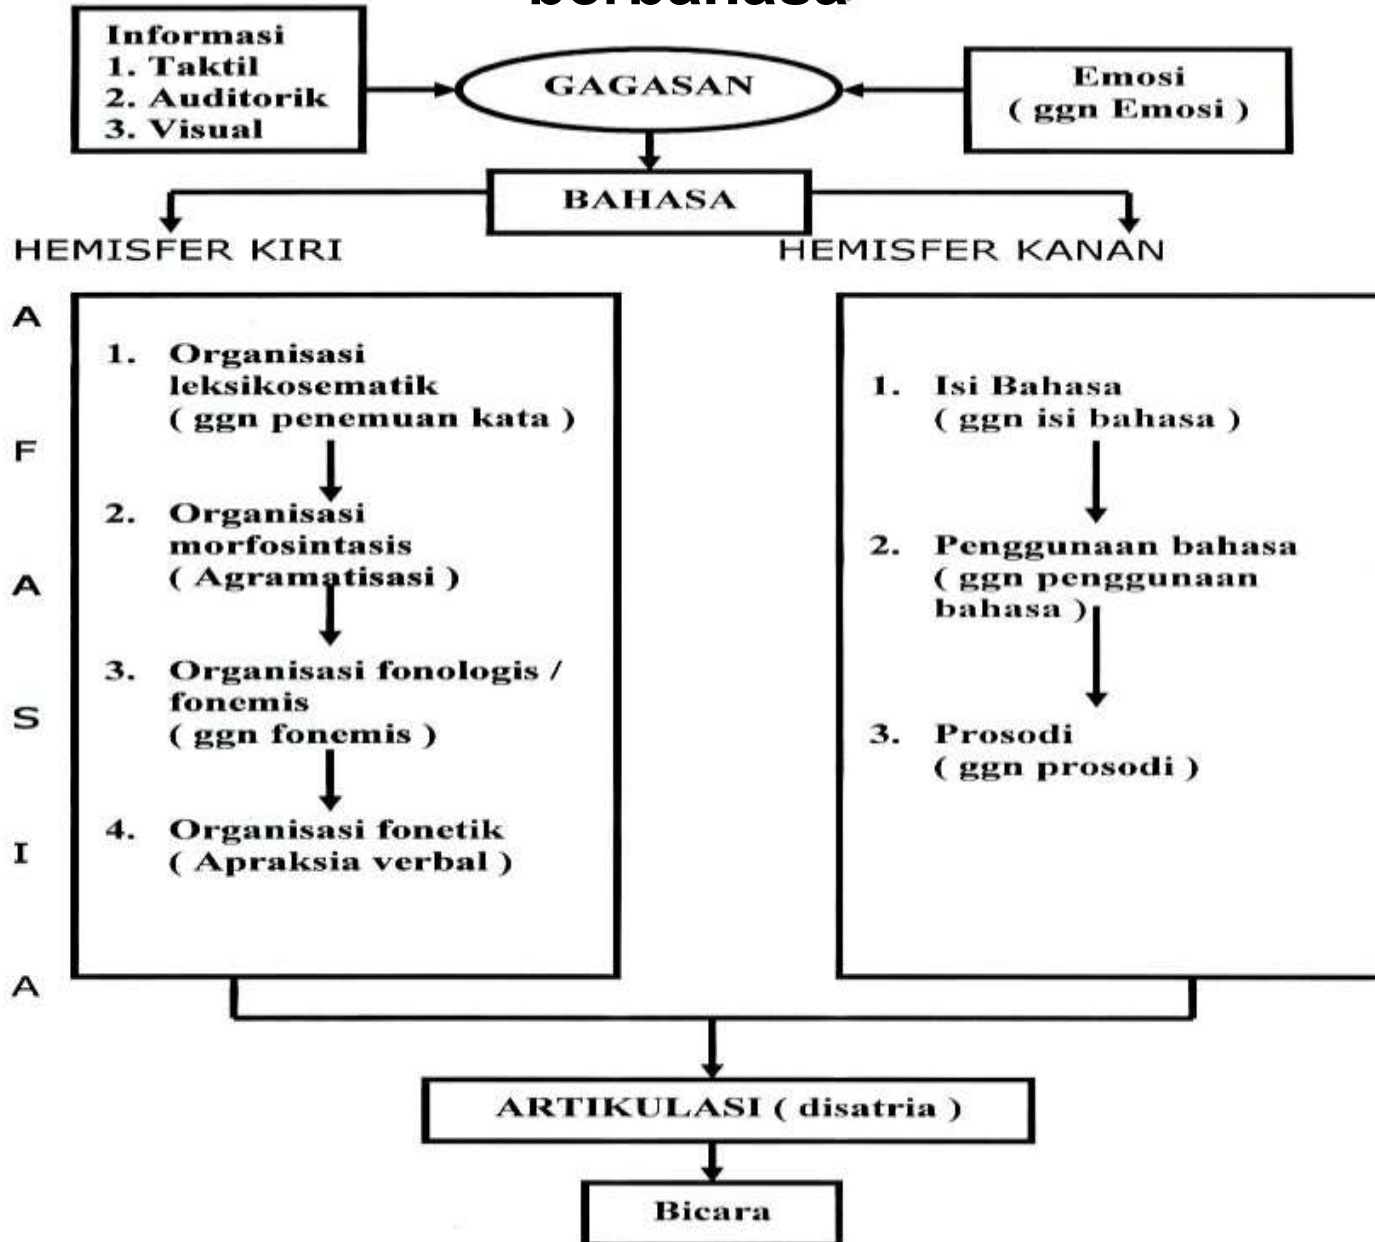 berbahasa
Informasi
1. Taktil
2. Auditorik
3. Visual
GAGASAN
Emosi
( ggn Emosi )
BAHASA
HEMISFER KIRI
HEMISFER KANAN
A
F
A
S
I
A
1. Organisasi
leksikosematik
( ggn penemuan kata )
2. Organisasi
morfosintasis
( Agramatisasi )
3. Organisasi fonologis /
fonemis
( ggn fonemis )
4. Organisasi fonetik
( Apraksia verbal )
1. Isi Bahasa
( ggn isi bahasa )
2. Penggunaan bahasa
( ggn penggunaan
bahasa )
3. Prosodi
( ggn prosodi )
ARTIKULASI ( disatria )
Bicara